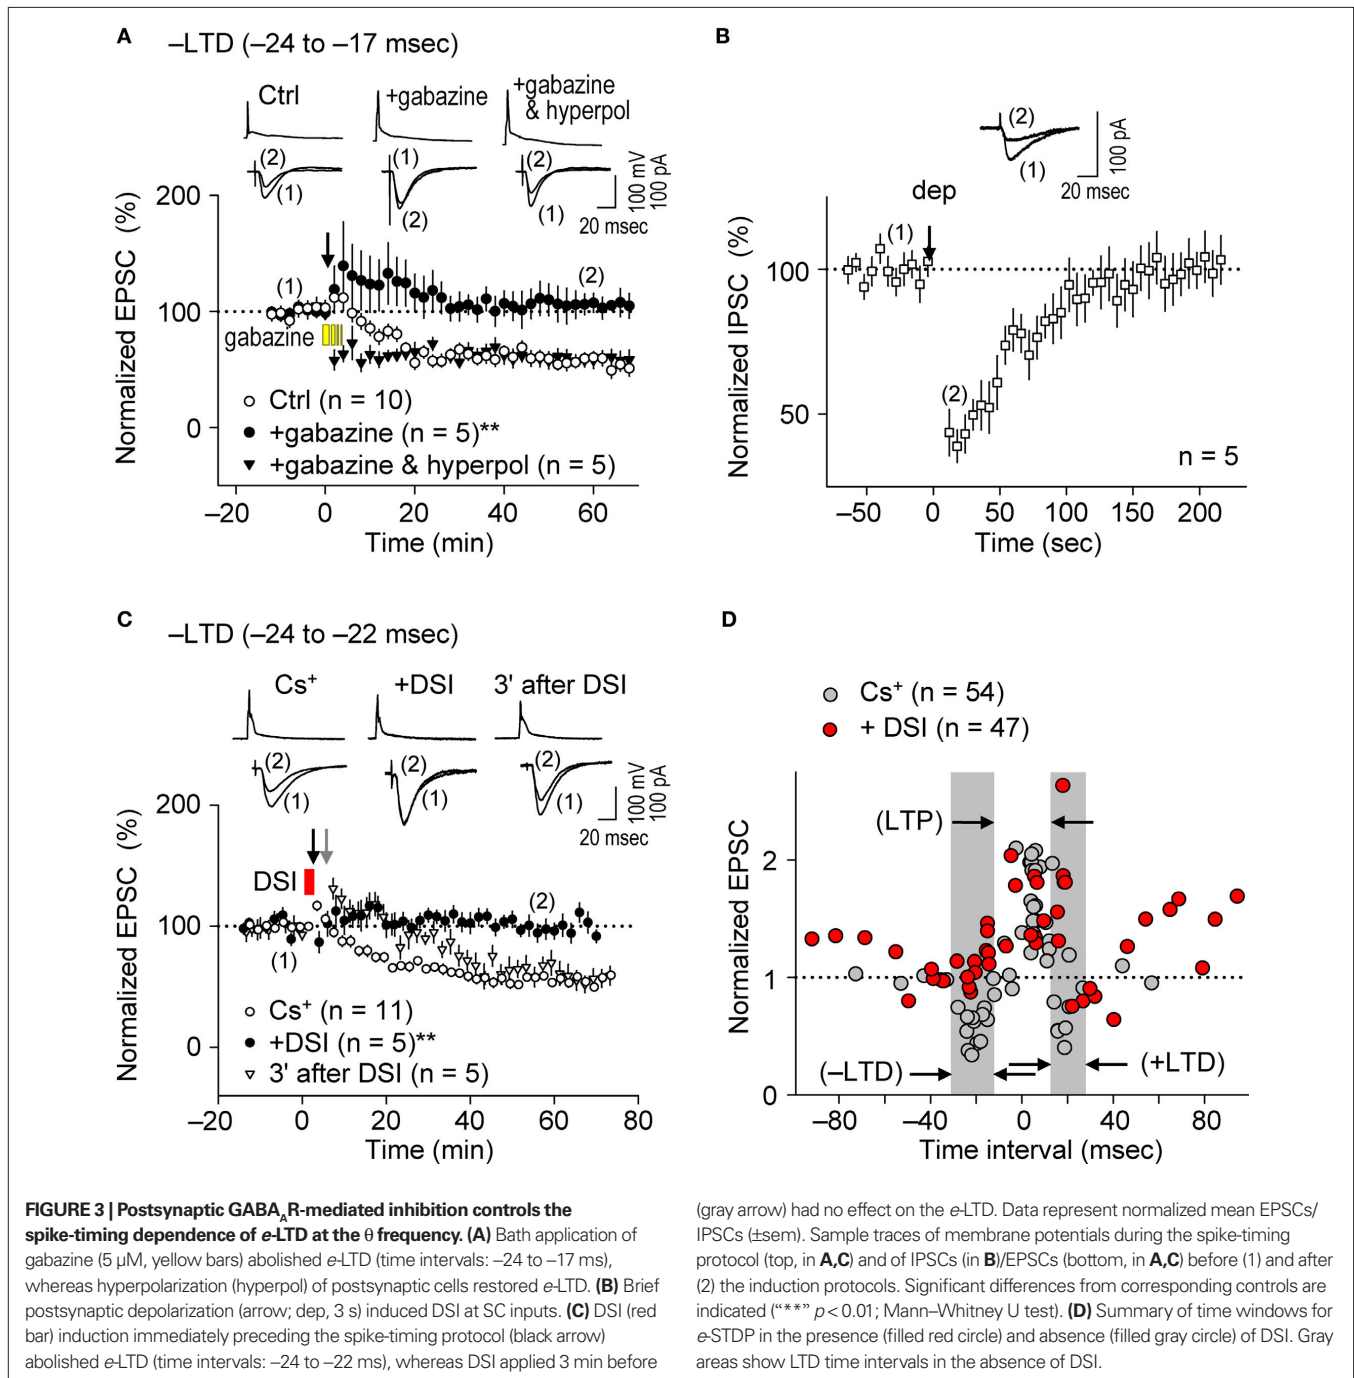 A
–LTD (–24 to –17 msec)
Ctrl
+gabazine
+gabazine
& hyperpol
(2)
(1)
(1)
(2)
(2)
(1)
100 mV
100 pA
20 msec
Normalized EPSC (%)
200
100
0
(1)
(2)
gabazine
Ctrl (n = 10)
+gabazine (n = 5)**
+gabazine & hyperpol (n = 5)
–20 0 20 40 60
Time (min)
B
(2)
(1)
100 pA
20 msec
dep
Normalized IPSC (%)
100
50
(1)
(2)
n = 5
–50 0 50 100 150 200
Time (sec)
C
–LTD (–24 to –22 msec)
Cs+
+DSI
3' after DSI
(2)
(1)
(2)
(1)
(2)
(1)
100 mV
100 pA
20 msec
Normalized EPSC (%)
200
100
0
DSI
(1)
(2)
Cs+ (n = 11)
+DSI (n = 5)**
3' after DSI (n = 5)
–20 0 20 40 60 80
Time (min)
D
Cs+ (n = 54)
+ DSI (n = 47)
Normalized EPSC
2
1
0
(LTP)
(–LTD)
(+LTD)
–80 –40 0 40 80
Time interval (msec)
FIGURE 3 | Postsynaptic GABAAR-mediated inhibition controls the
spike-timing dependence of e-LTD at the θ frequency. (A) Bath application of
gabazine (5 μM, yellow bars) abolished e-LTD (time intervals: –24 to –17 ms),
whereas hyperpolarization (hyperpol) of postsynaptic cells restored e-LTD. (B) Brief
postsynaptic depolarization (arrow; dep, 3 s) induced DSI at SC inputs. (C) DSI (red
bar) induction immediately preceding the spike-timing protocol (black arrow)
abolished e-LTD (time intervals: –24 to –22 ms), whereas DSI applied 3 min before
(gray arrow) had no effect on the e-LTD. Data represent normalized mean EPSCs/
IPSCs (±sem). Sample traces of membrane potentials during the spike-timing
protocol (top, in A,C) and of IPSCs (in B)/EPSCs (bottom, in A,C) before (1) and after
(2) the induction protocols. Significant differences from corresponding controls are
indicated (“**” p < 0.01; Mann–Whitney U test). (D) Summary of time windows for
e-STDP in the presence (filled red circle) and absence (filled gray circle) of DSI. Gray
areas show LTD time intervals in the absence of DSI.